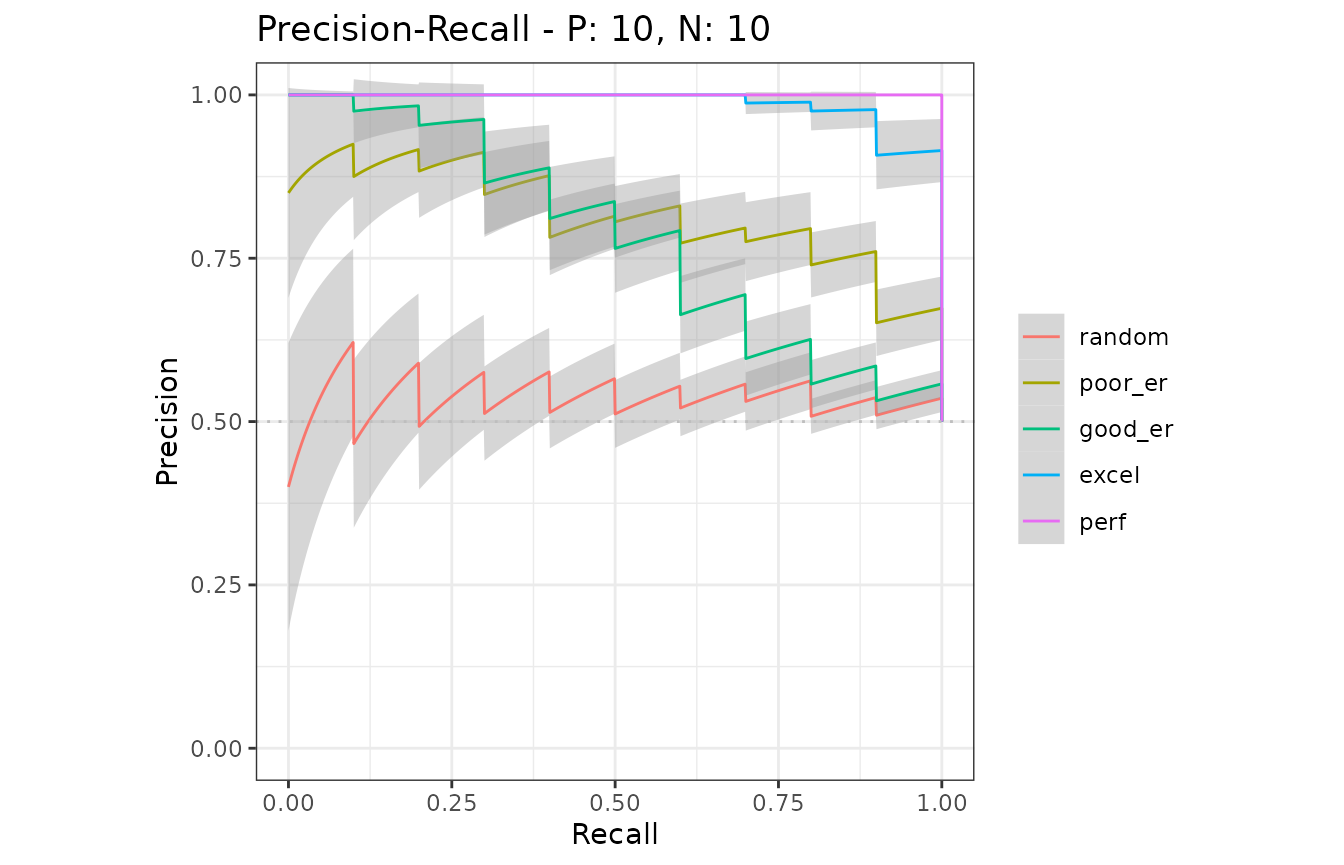 Precision-Recall - P: 10, N: 10
Precision
1.00
0.75
0.50
0.25
0.00
0.00 0.25 0.50 0.75 1.00
Recall
random
poor_er
good_er
excel
perf